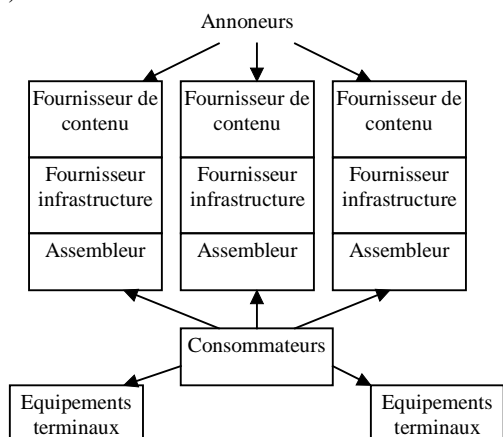 )
Annoneurs
Fournisseur de
contenu
Fournisseur
infrastructure
Assembleur
Fournisseur de
contenu
Fournisseur
infrastructure
Assembleur
Fournisseur de
contenu
Fournisseur
infrastructure
Assembleur
Consommateurs
Equipements
terminaux
Equipements
terminaux